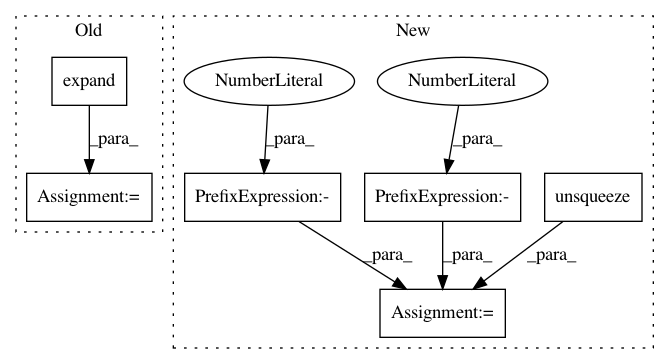 Old
New
expand
NumberLiteral
NumberLiteral
_para_
_para_
_para_
Assignment:=
PrefixExpression:-
PrefixExpression:-
unsqueeze
_para_
_para_
_para_
Assignment:=